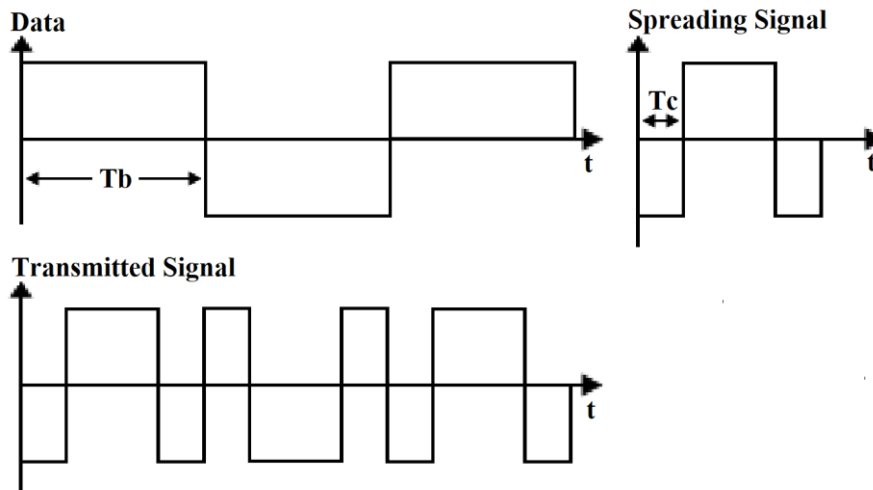 Data
Spreading Signal
Tc
Tb
t
t
Transmitted Signal
t